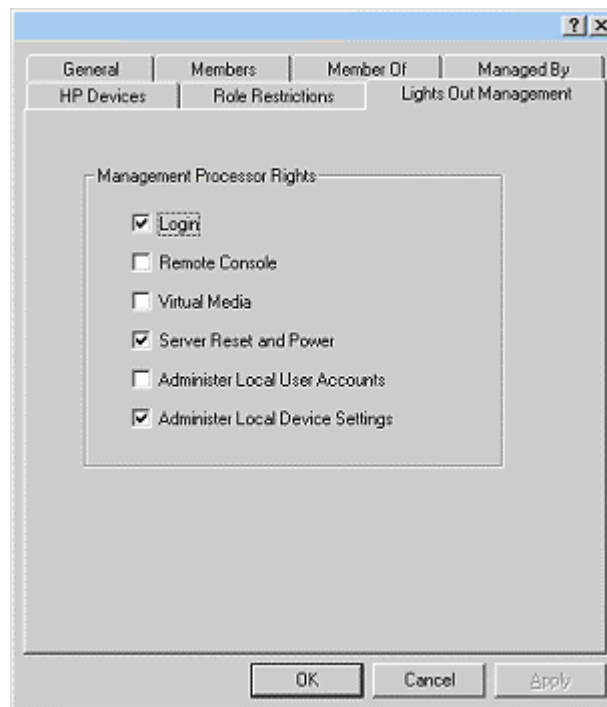 ?
General Members Member Of Managed By
HP Devices Role Restrictions Lights Out Management
Management Processor Rights
Login
Remote Console
Virtual Media
Server Reset and Power
Administer Local User Accounts
Administer Local Device Settings
OK Cancel Apply